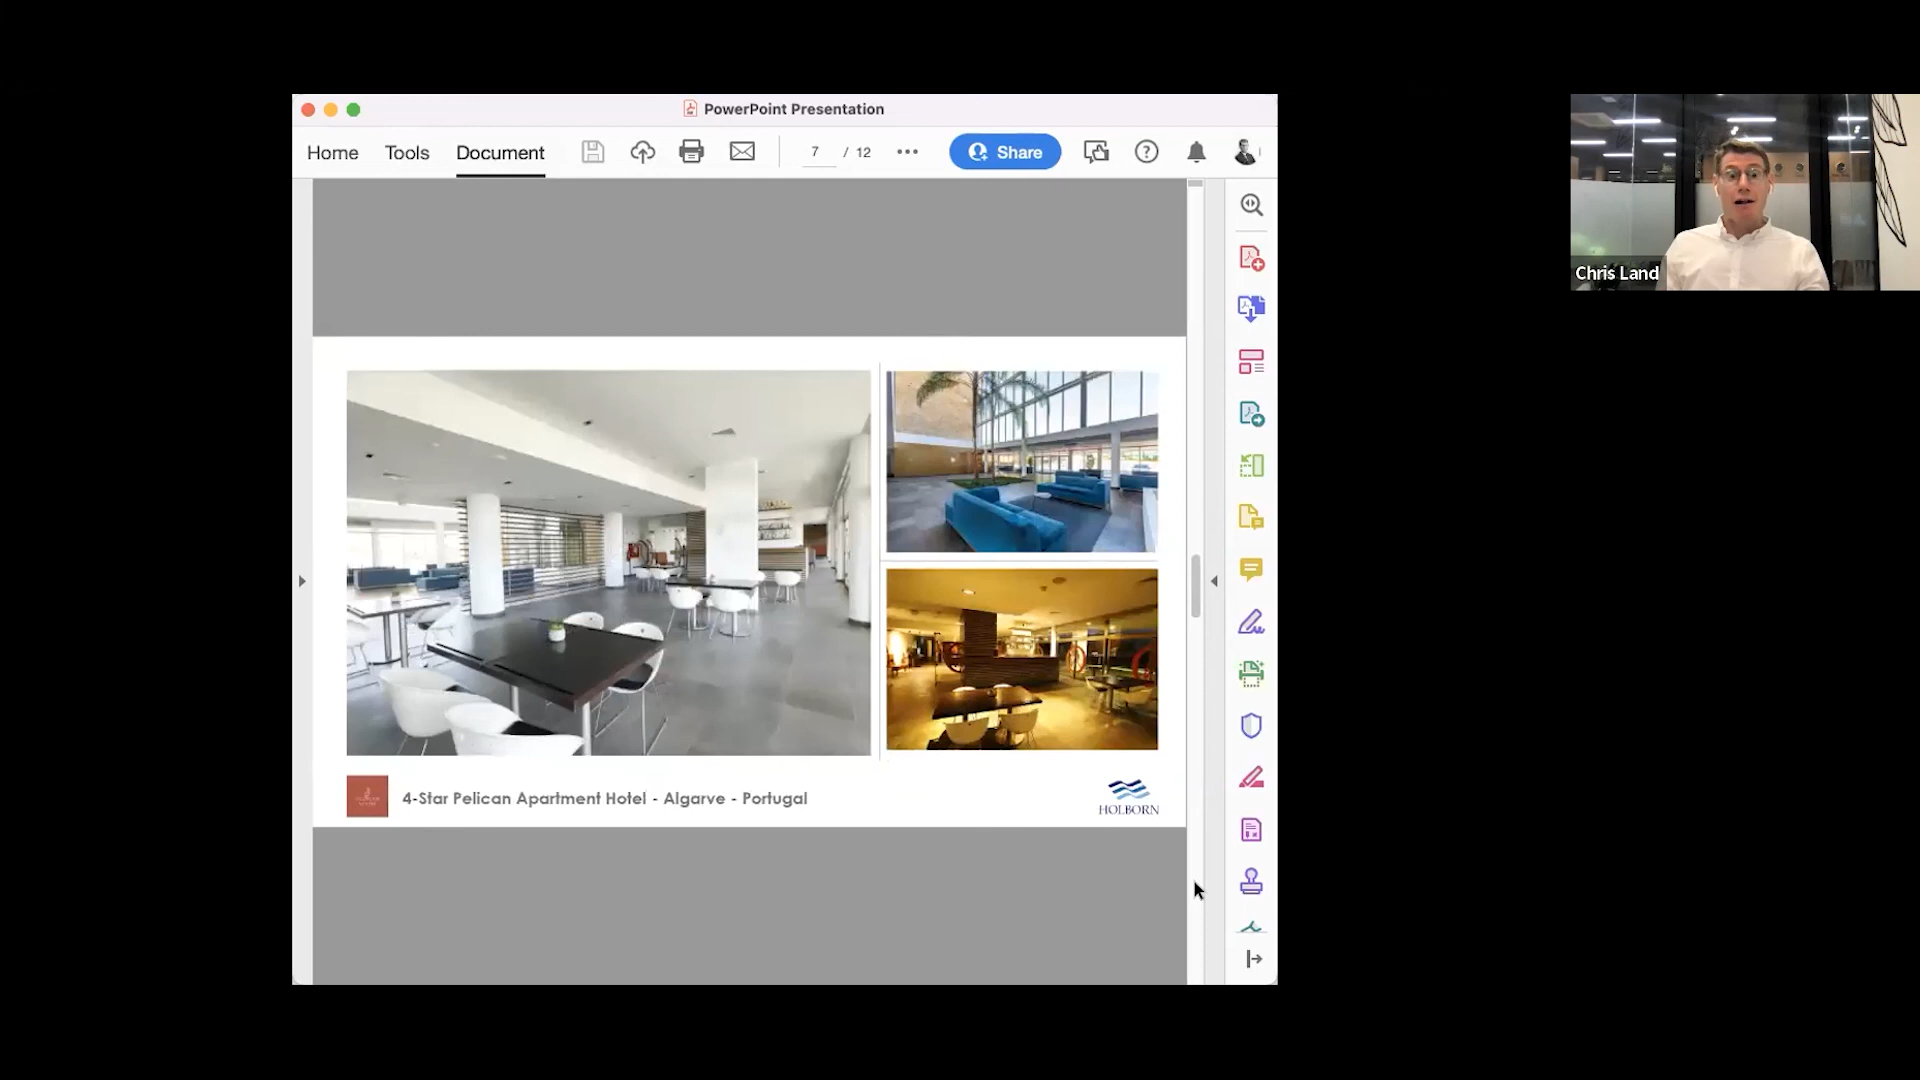 PowerPoint Presentation
Home Tools Document 7 / 12 Share
Chris Land
4-Star Pelican Apartment Hotel - Algarve - Portugal
HOLBORN